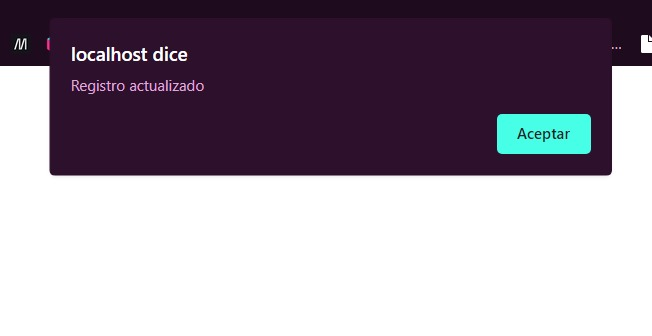 localhost dice
Registro actualizado
Aceptar